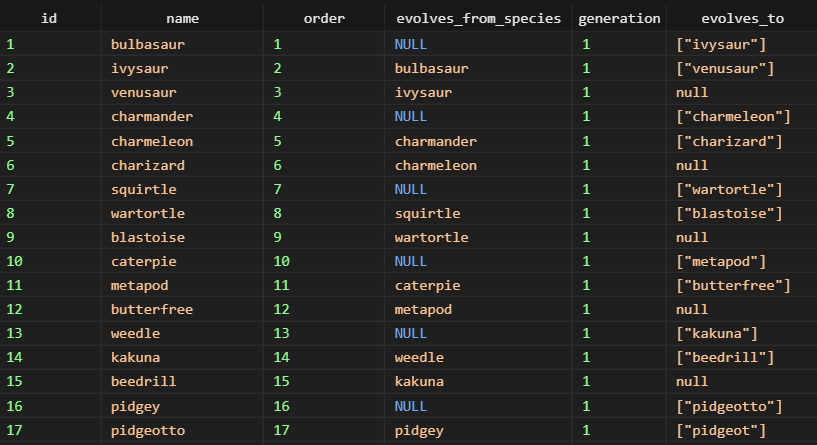 id name order evolves_from_species generation evolves_to
1 bulbasaur 1 NULL 1 ["ivysaur"]
2 ivysaur 2 bulbasaur 1 ["venusaur"]
3 venusaur 3 ivysaur 1 null
4 charmander 4 NULL 1 ["charmeleon"]
5 charmeleon 5 charmander 1 ["charizard"]
6 charizard 6 charmeleon 1 null
7 squirtle 7 NULL 1 ["wartortle"]
8 wartortle 8 squirtle 1 ["blastoise"]
9 blastoise 9 wartortle 1 null
10 caterpie 10 NULL 1 ["metapod"]
11 metapod 11 caterpie 1 ["butterfree"]
12 butterfree 12 metapod 1 null
13 weedle 13 NULL 1 ["kakuna"]
14 kakuna 14 weedle 1 ["beedrill"]
15 beedrill 15 kakuna 1 null
16 pidgey 16 NULL 1 ["pidgeotto"]
17 pidgeotto 17 pidgey 1 ["pidgeot"]